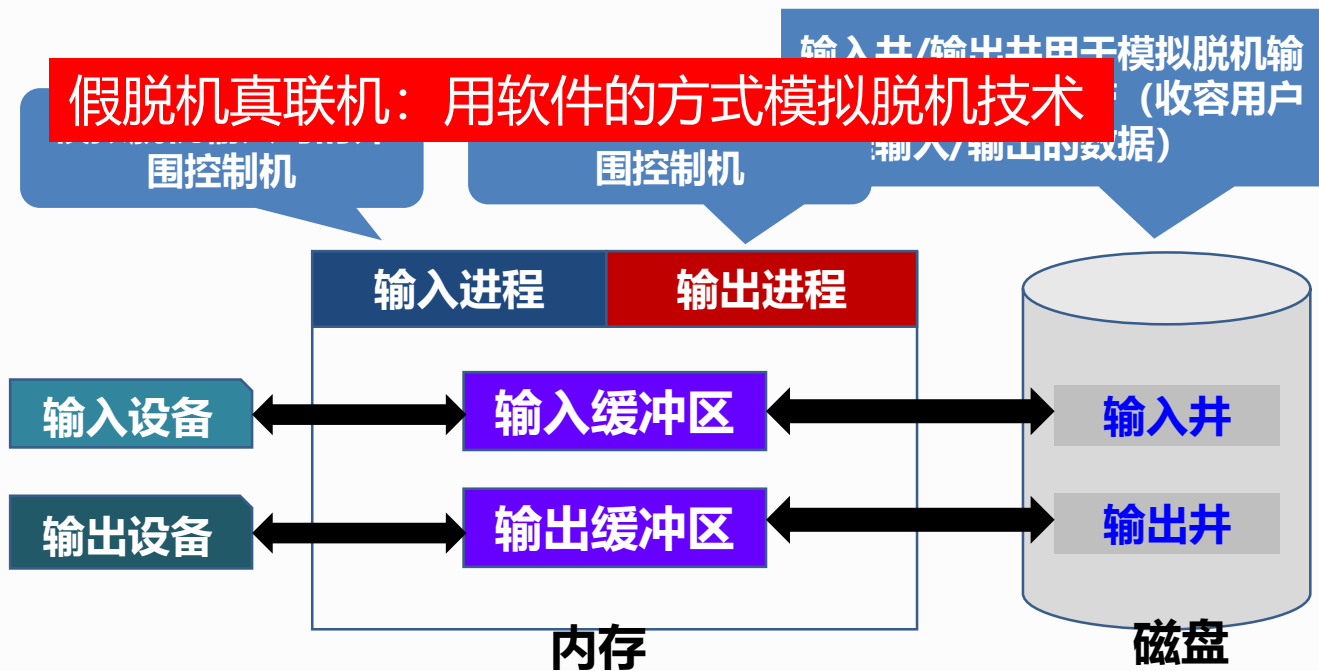 输入井/输出井用于模拟脱机输
假脱机真联机：用软件的方式模拟脱机技术
（收容用户
输入/输出的数据）
围控制机
围控制机
输入进程
输出进程
输入设备
输入缓冲区
输入井
输出设备
输出缓冲区
输出井
内存
磁盘